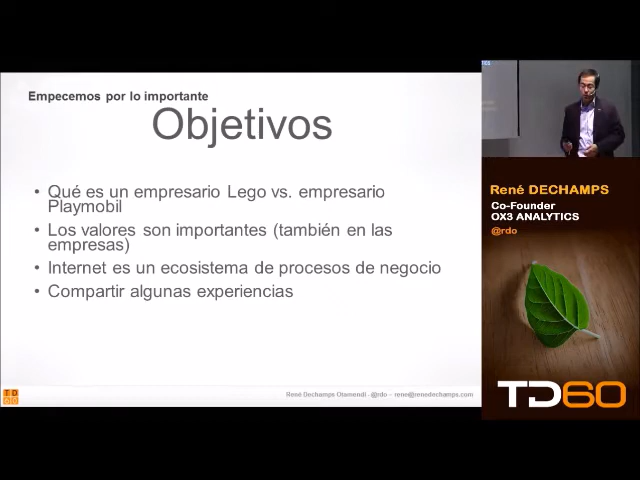 Empecemos por lo importante
Objetivos
• Qué es un empresario Lego vs. empresario
Playmobil
• Los valores son importantes (también en las
empresas)
• Internet es un ecosistema de procesos de negocio
• Compartir algunas experiencias
TD
60
René Dechamps Otamendi - @rdo – rene@renedechamps.com
René DECHAMPS
Co-Founder
OX3 ANALYTICS
@rdo
TD60